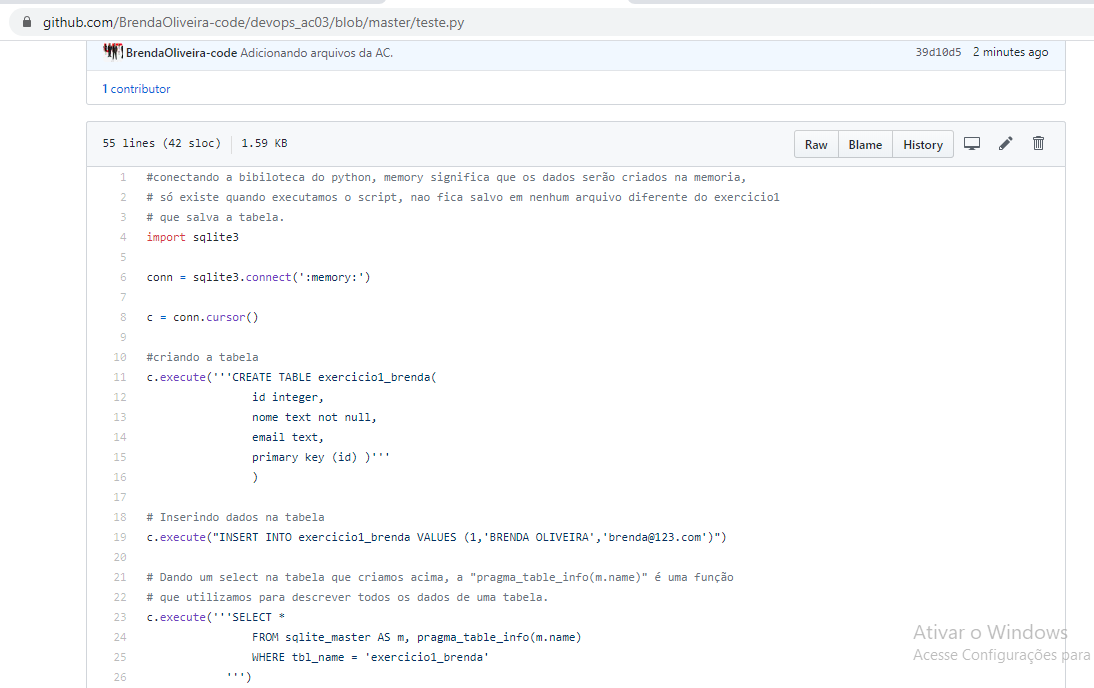 github.com/BrendaOliveira-code/devops_ac03/blob/master/teste.py
BrendaOliveira-code Adicionando arquivos da AC. 39d10d5 2 minutes ago
1 contributor
55 lines (42 sloc) 1.59 KB Raw Blame History
1 #conectando a bibiloteca do python, memory significa que os dados serão criados na memoria,
2 # só existe quando executamos o script, nao fica salvo em nenhum arquivo diferente do exercicio1
3 # que salva a tabela.
4 import sqlite3
5
6 conn = sqlite3.connect(':memory:')
7
8 c = conn.cursor()
9
10 #criando a tabela
11 c.execute('''CREATE TABLE exercicio1_brenda(
12 id integer,
13 nome text not null,
14 email text,
15 primary key (id) )'''
16 )
17
18 # Inserindo dados na tabela
19 c.execute("INSERT INTO exercicio1_brenda VALUES (1,'BRENDA OLIVEIRA','brenda@123.com')")
20
21 # Dando um select na tabela que criamos acima, a "pragma_table_info(m.name)" é uma função
22 # que utilizamos para descrever todos os dados de uma tabela.
23 c.execute('''SELECT *
24 FROM sqlite_master AS m, pragma_table_info(m.name)
25 WHERE tbl_name = 'exercicio1_brenda'
26 ''')
Ativar o Windows
Acesse Configurações para